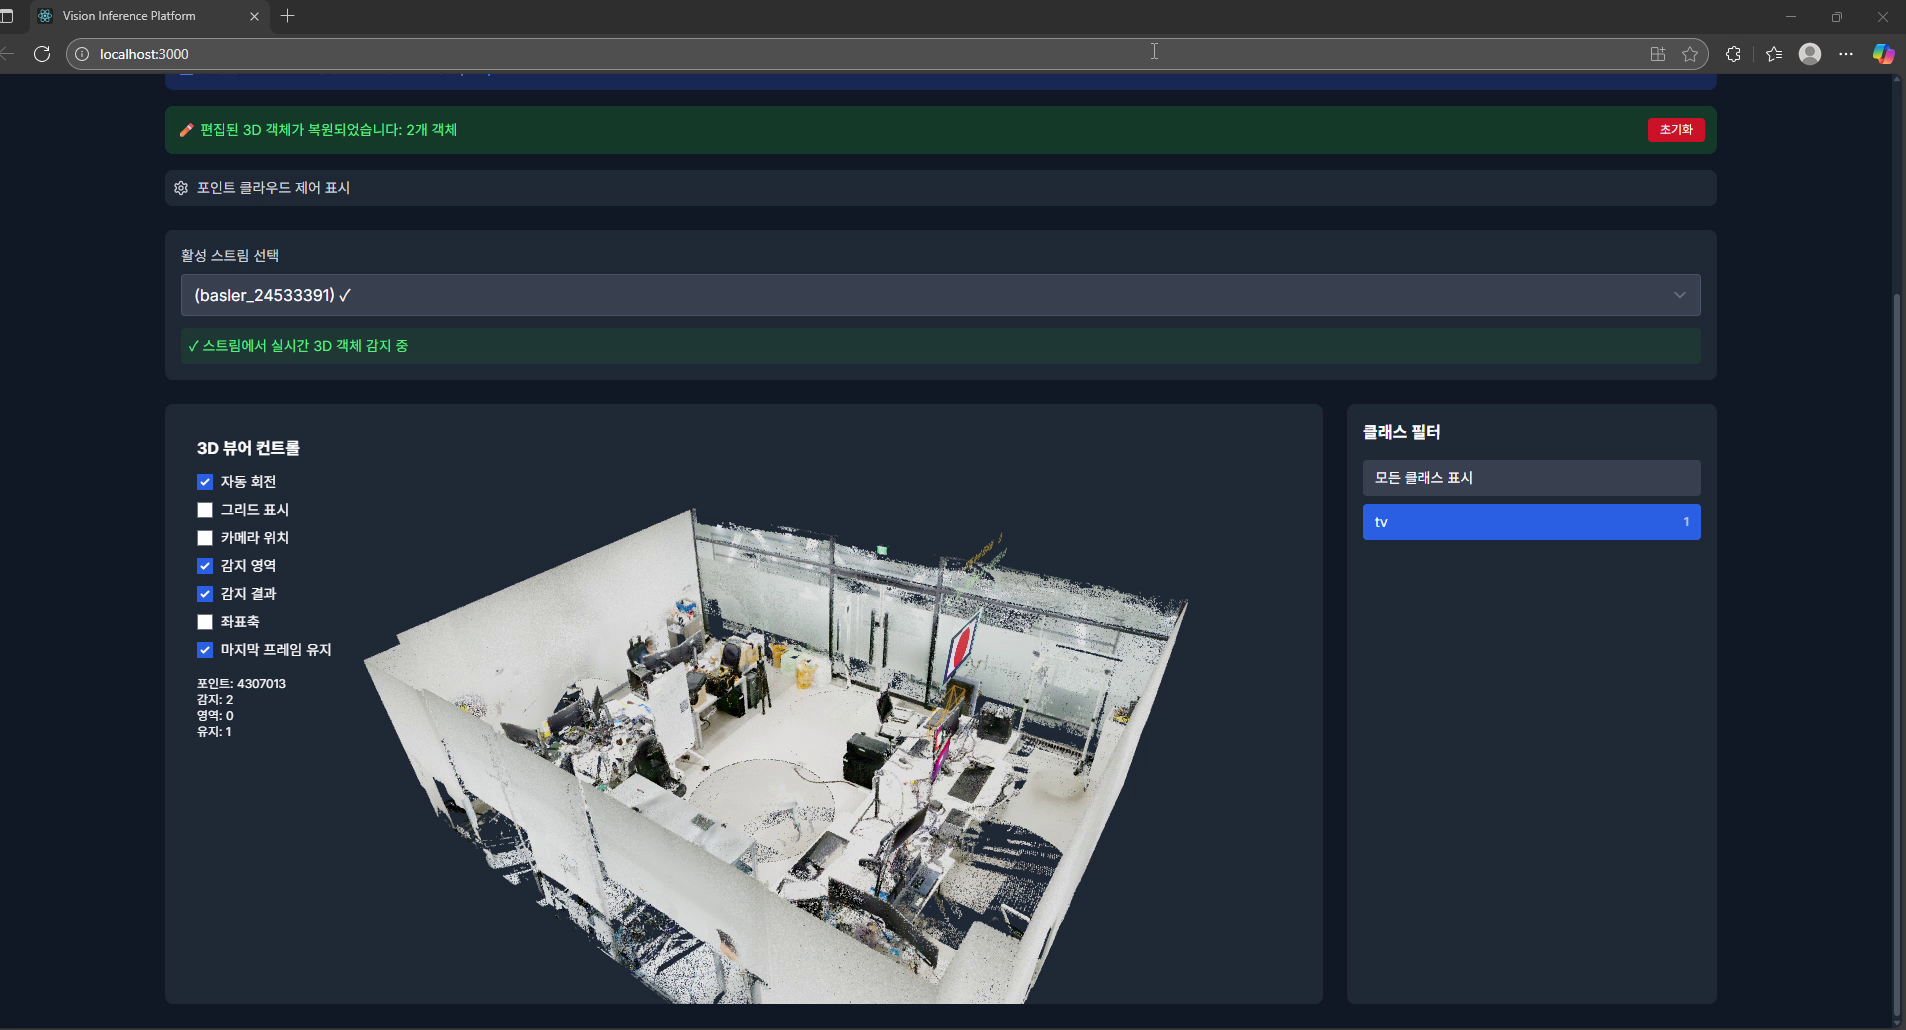 Vision Inference Platform
localhost:3000
편집된 3D 객체가 복원되었습니다: 2개 객체
초기화
포인트 클라우드 제어 표시
활성 스트림 선택
(basler_24533391) ✓
✓ 스트림에서 실시간 3D 객체 감지 중
3D 뷰어 컨트롤
자동 회전
그리드 표시
카메라 위치
감지 영역
감지 결과
좌표축
마지막 프레임 유지
포인트: 4307013
감지: 2
영역: 0
유지: 1
클래스 필터
모든 클래스 표시
tv 1